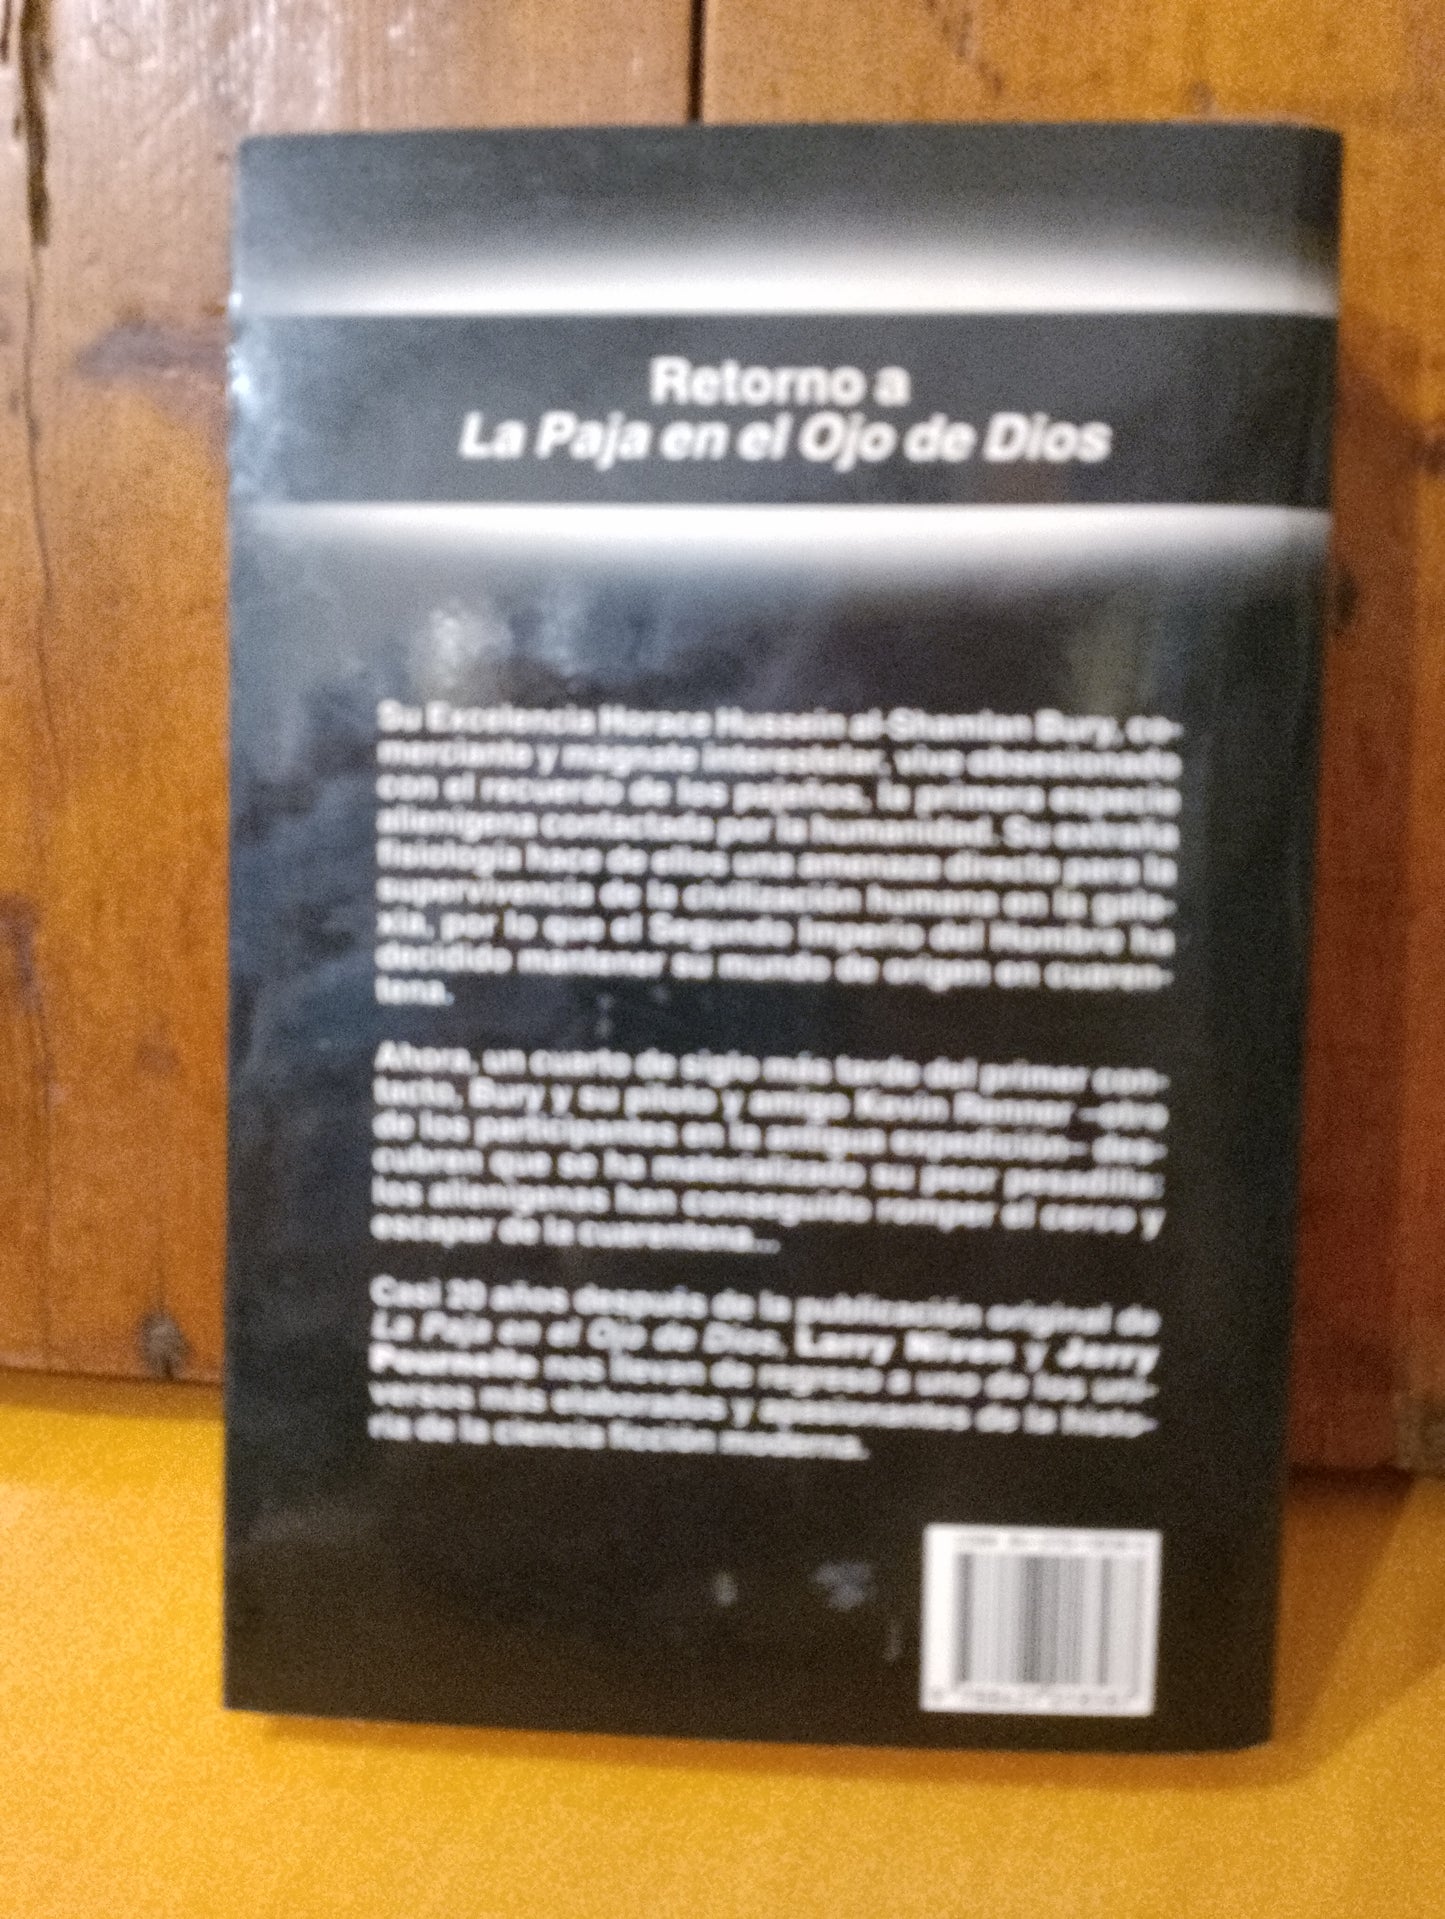 Retorno a
La Paja en el Ojo de Dios
Su Excelencia Horace Hussein al-Shamlan Bury, co-
merciante y magnate interestelar, vive obsesionado
con el recuerdo de los pajeños, la primera especie
alienígena contactada por la humanidad. Su extraña
fisiología hace de ellos una amenaza directa para la
supervivencia de la civilización humana en la gala-
xia, por lo que el Segundo Imperio del Hombre ha
decidido mantener su mundo de origen en cuaren-
tena.
Ahora, un cuarto de siglo más tarde del primer con-
tacto, Bury y su piloto y amigo Kevin Renner -otro
de los participantes en la antigua expedición- des-
cubren que se ha materializado su peor pesadilla:
los alienígenas han conseguido romper el cerco y
escapar de la cuarentena...
Casi 20 años después de la publicación original de
La Paja en el Ojo de Dios, Larry Niven y Jerry
Pournelle nos llevan de regreso a uno de los uni-
versos más elaborados y apasionantes de la histo-
ria de la ciencia ficción moderna.